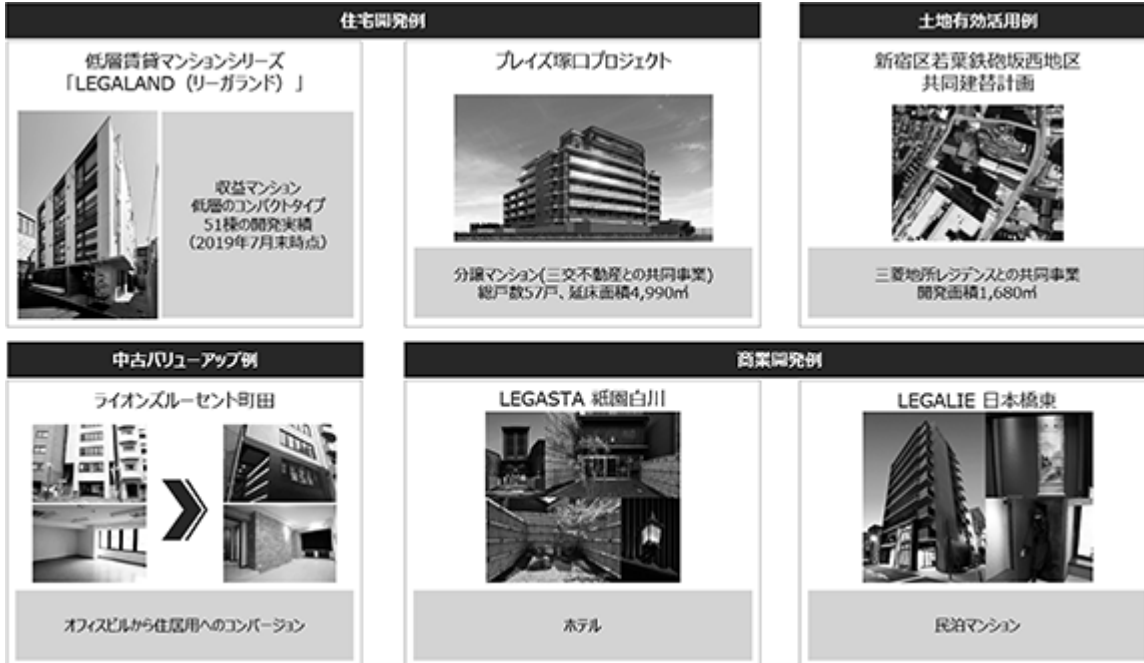 住宅開発例
低層賃貸マンションシリーズ
「LEGALAND（リーガランド）」
収益マンション
低層のコンパクトタイプ
51棟の開発実績
（2019年7月末時点）
プレイズ塚口プロジェクト
分譲マンション(三交不動産との共同事業)
総戸数57戸、延床面積4,990㎡
土地有効活用例
新宿区若葉鉄砲坂西地区
共同建替計画
三菱地所レジデンスとの共同事業
開発面積1,680㎡
中古バリューアップ例
ライオンズルーセント町田
オフィスビルから住居用へのコンバージョン
商業開発例
LEGASTA 祇園白川
ホテル
LEGALIE 日本橋東
民泊マンション